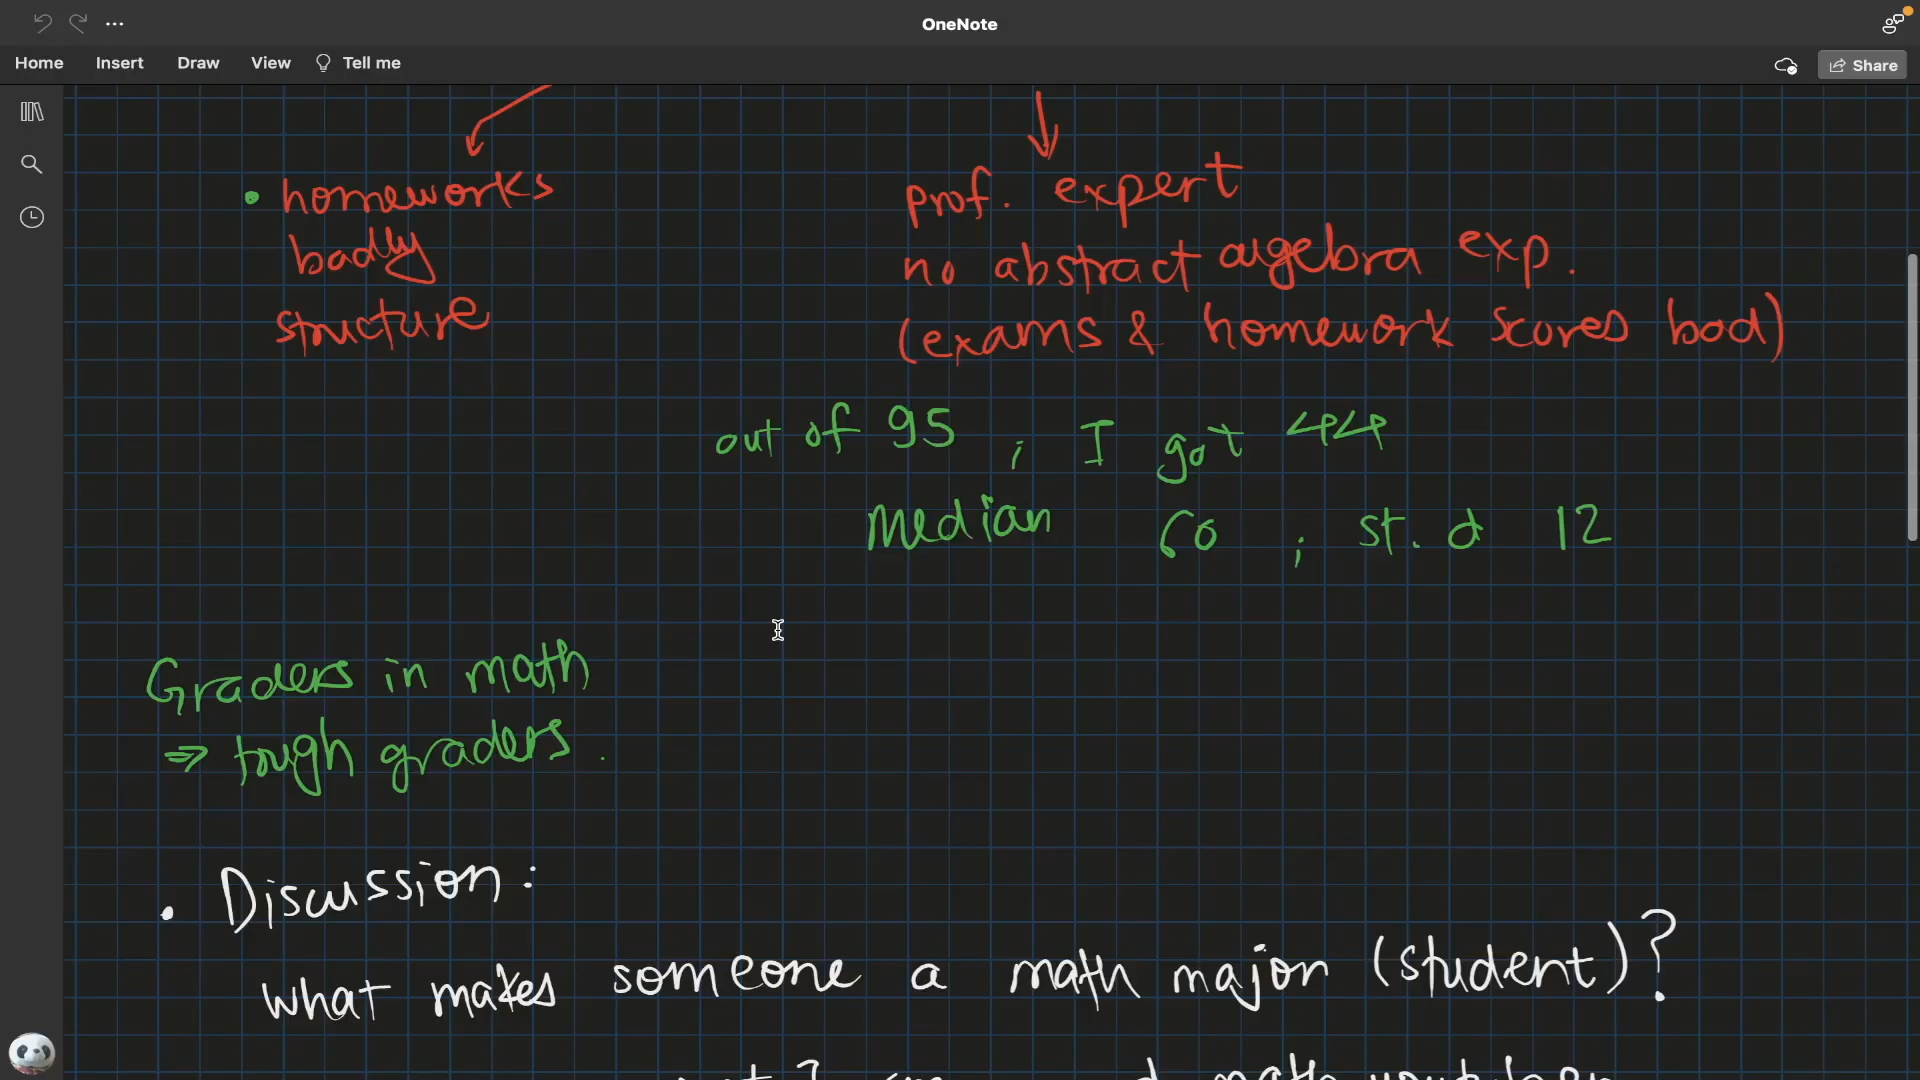 OneNote
Home Insert Draw View Tell me
Share
• homeworks
badly
structure
prof. expert
no abstract algebra exp.
(exams & homework scores bad)
out of 95 , I got 44
Median 60 , st. d 12
Graders in math
⇒ tough graders.
• Discussion:
what makes someone a math major (student)?